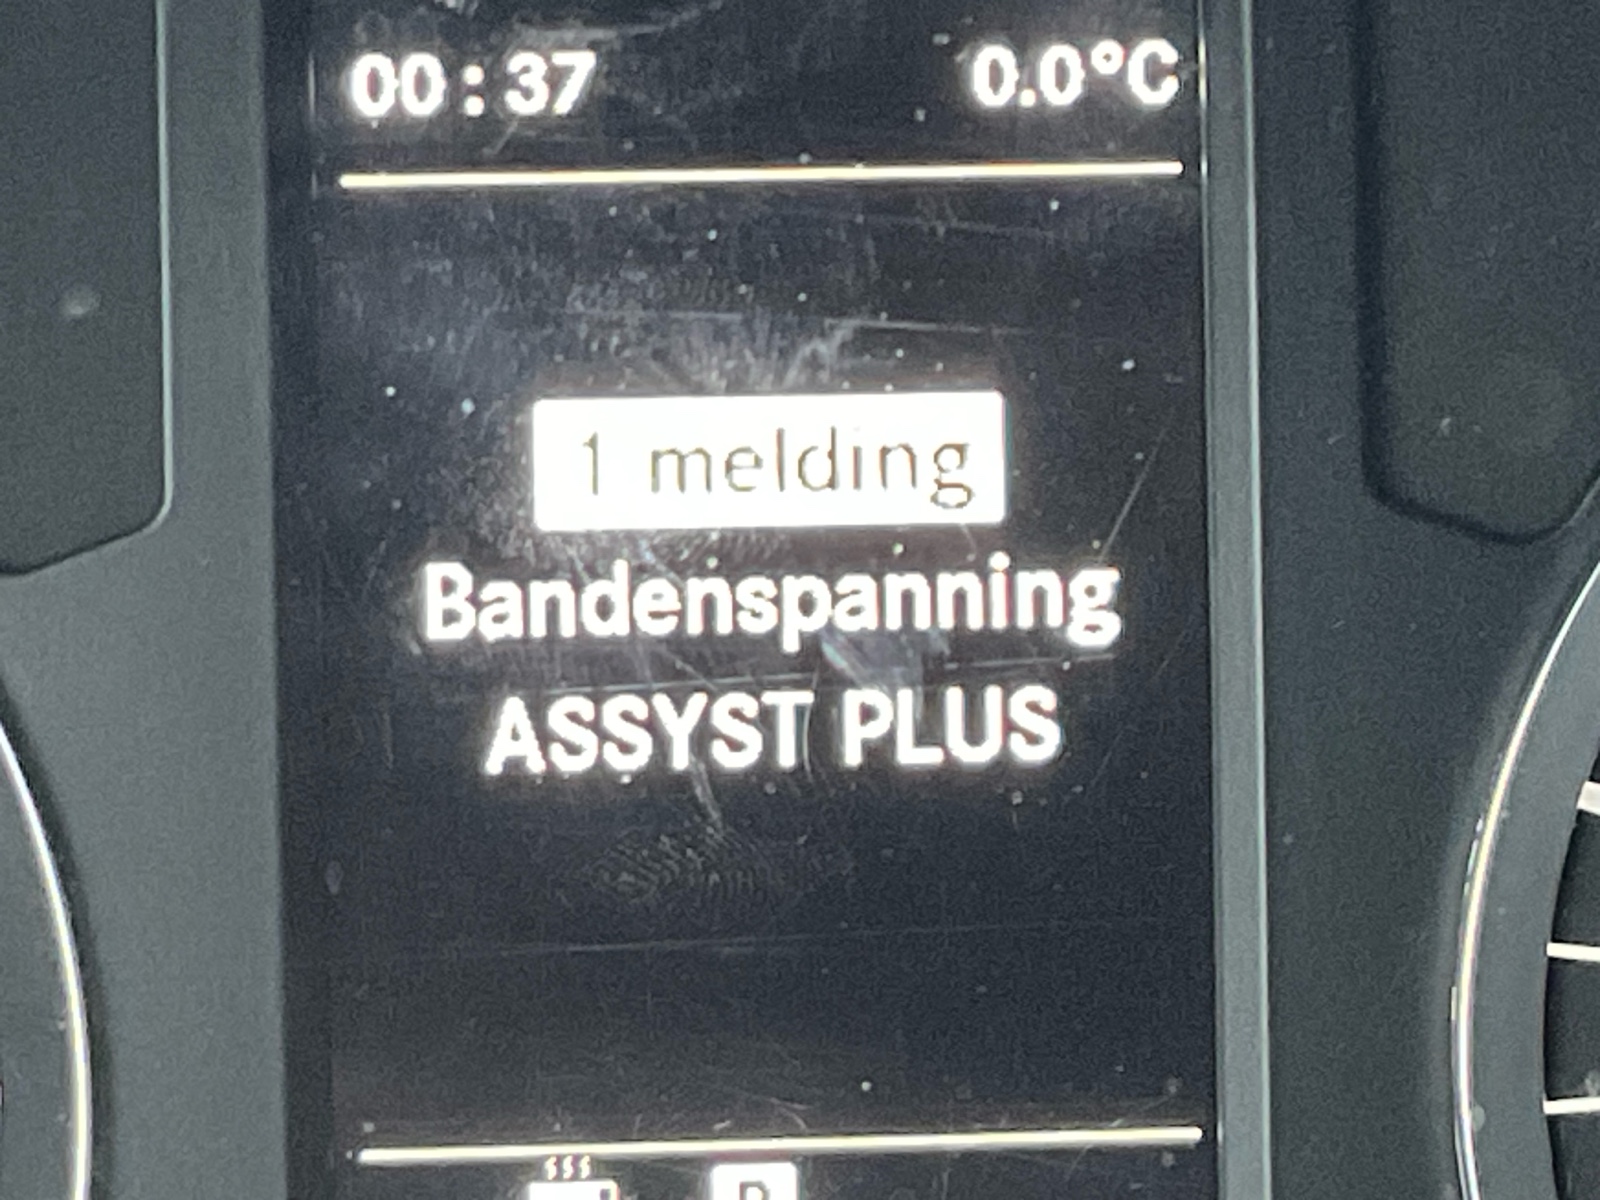 00:37 0.0°C
1 melding
Bandenspanning
ASSYST PLUS